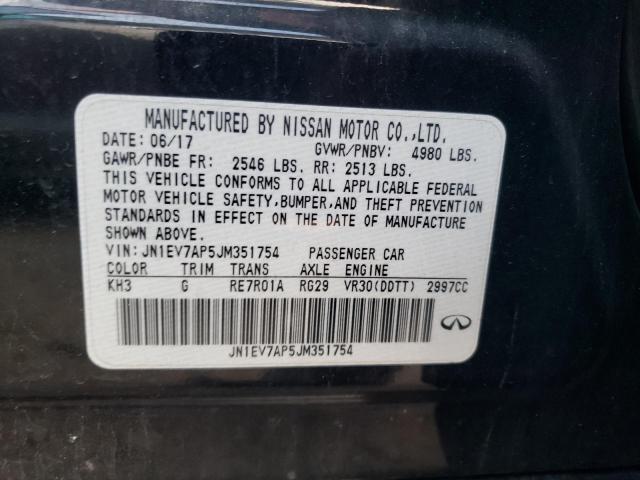 MANUFACTURED BY NISSAN MOTOR CO.,LTD.
DATE: 06/17 GVWR/PNBV: 4980 LBS.
GAWR/PNBE FR: 2546 LBS. RR: 2513 LBS.
THIS VEHICLE CONFORMS TO ALL APPLICABLE FEDERAL
MOTOR VEHICLE SAFETY,BUMPER,AND THEFT PREVENTION
STANDARDS IN EFFECT ON THE DATE OF MANUFACTURE
SHOWN ABOVE.
VIN:JN1EV7AP5JM351754 PASSENGER CAR
COLOR TRIM TRANS AXLE ENGINE
KH3 G RE7R01A RG29 VR30(DDTT) 2997CC
JN1EV7AP5JM351754